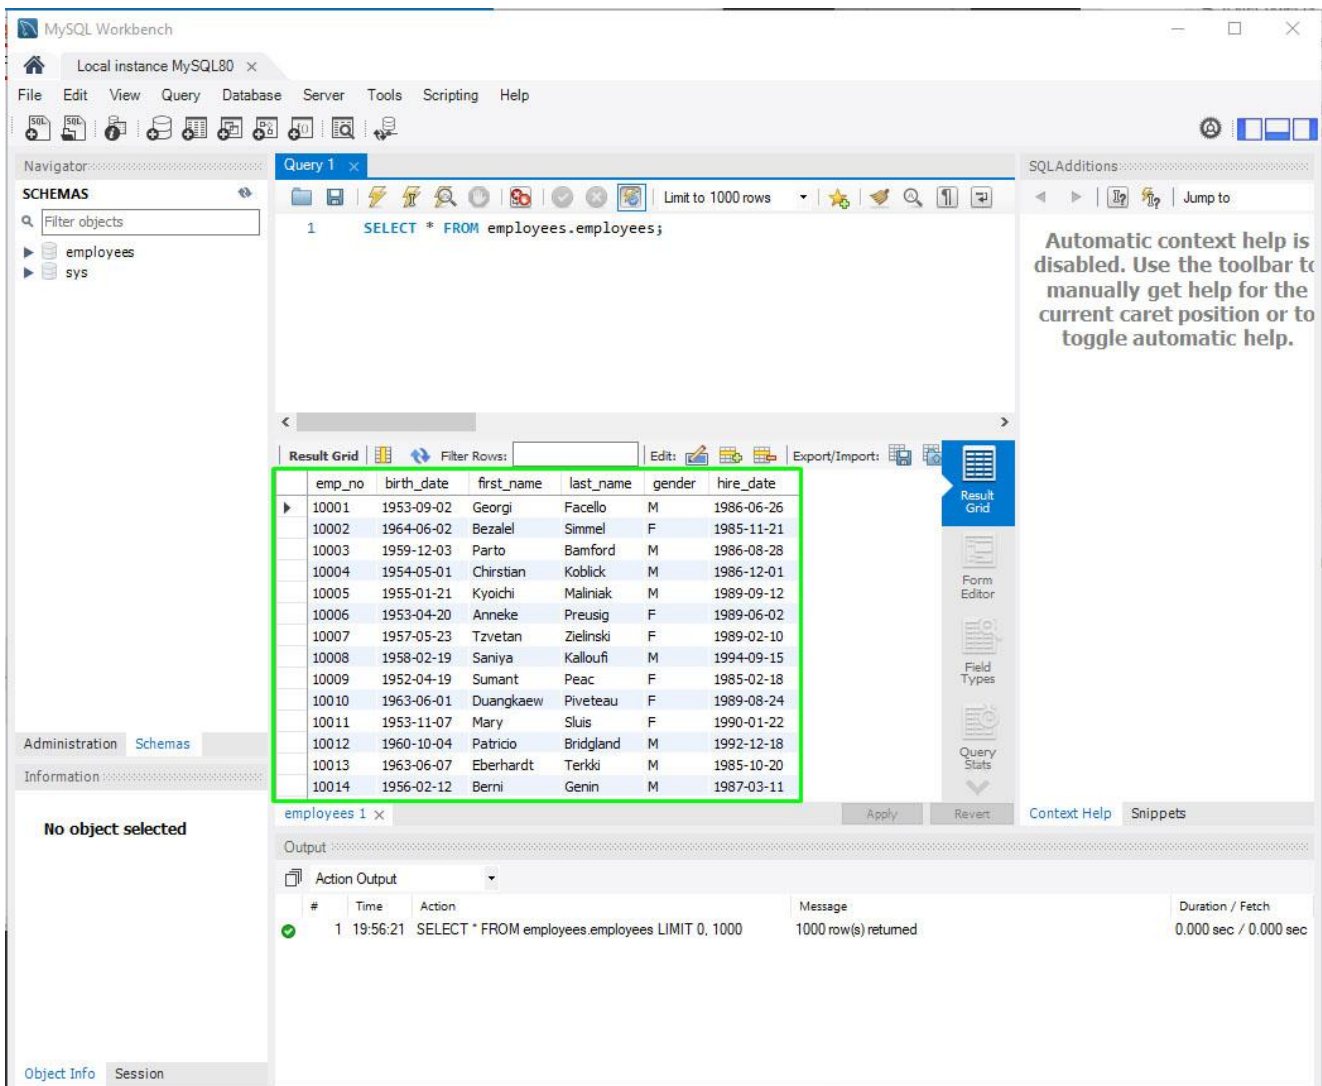 MySQL Workbench
Local instance MySQL80
File Edit View Query Database Server Tools Scripting Help
Navigator
SCHEMAS
Filter objects
employees
sys
Administration Schemas
Information
No object selected
Object Info Session
Query 1
Limit to 1000 rows
1 SELECT * FROM employees.employees;
Result Grid Filter Rows: Edit: Export/Import:
emp_no birth_date first_name last_name gender hire_date
10001 1953-09-02 Georgi Facello M 1986-06-26
10002 1964-06-02 Bezalel Simmel F 1985-11-21
10003 1959-12-03 Parto Bamford M 1986-08-28
10004 1954-05-01 Chirstian Koblick M 1986-12-01
10005 1955-01-21 Kyoichi Maliniak M 1989-09-12
10006 1953-04-20 Anneke Preusig F 1989-06-02
10007 1957-05-23 Tzvetan Zielinski F 1989-02-10
10008 1958-02-19 Saniya Kalloufi M 1994-09-15
10009 1952-04-19 Sumant Peac F 1985-02-18
10010 1963-06-01 Duangkaew Piveteau F 1989-08-24
10011 1953-11-07 Mary Sluis F 1990-01-22
10012 1960-10-04 Patricio Bridgland M 1992-12-18
10013 1963-06-07 Eberhardt Terkki M 1985-10-20
10014 1956-02-12 Berni Genin M 1987-03-11
Result
Grid
Form
Editor
Field
Types
Query
Stats
employees 1
Apply Revert
SQLAdditions
Jump to
Automatic context help is
disabled. Use the toolbar to
manually get help for the
current caret position or to
toggle automatic help.
Context Help Snippets
Output
Action Output
# Time Action Message Duration / Fetch
1 19:56:21 SELECT * FROM employees.employees LIMIT 0, 1000 1000 row(s) returned 0.000 sec / 0.000 sec